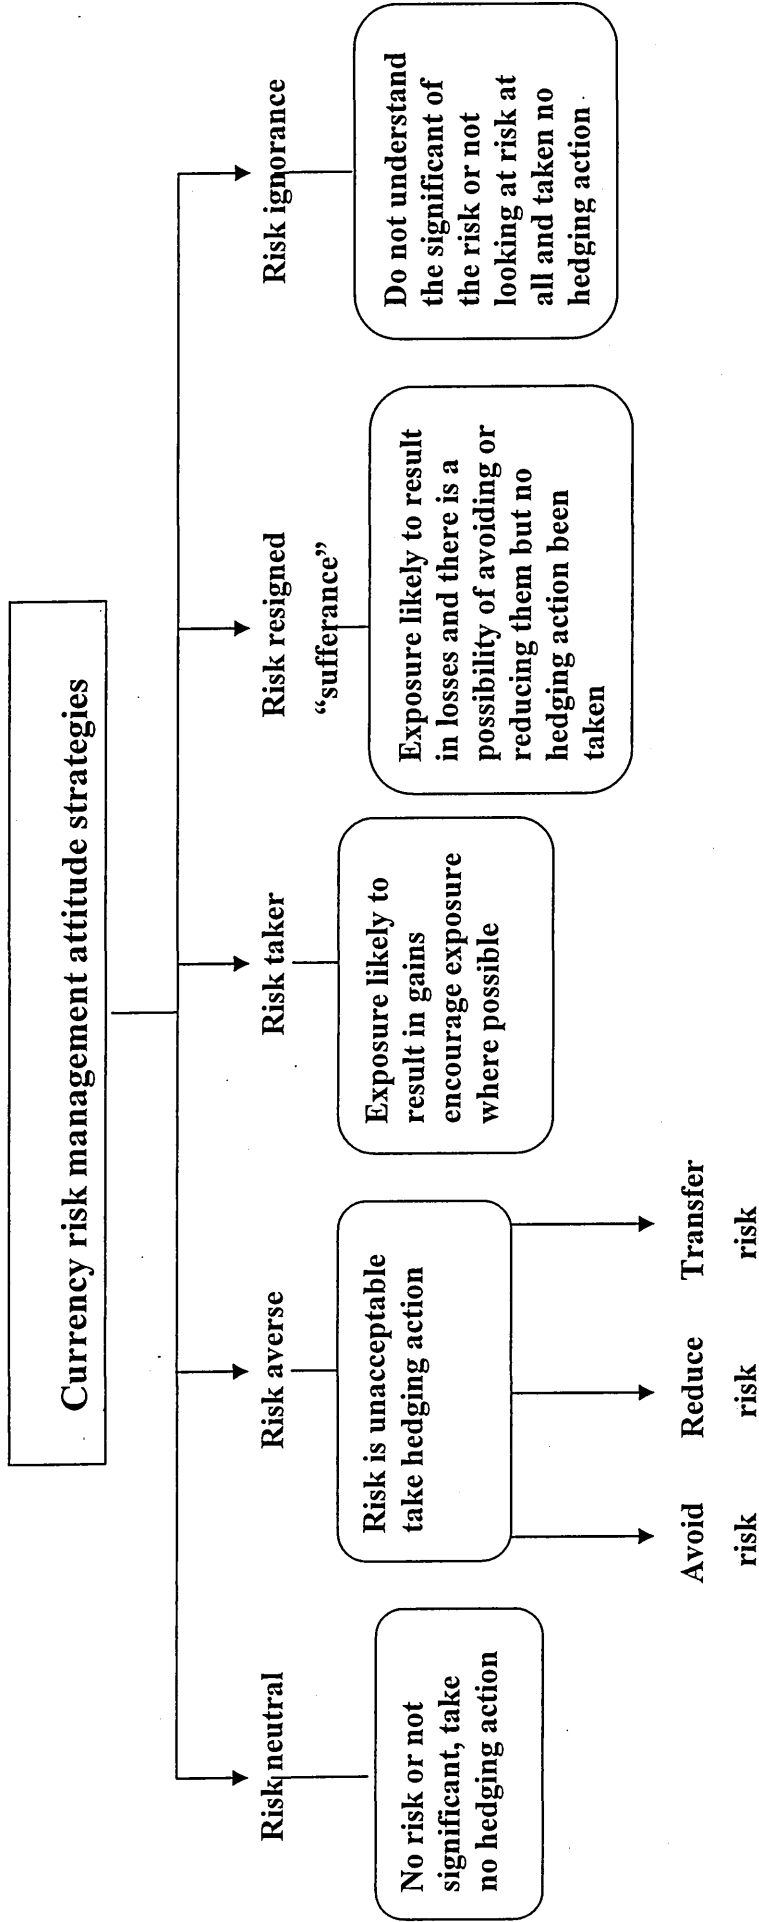 Currency risk management attitude strategies
Risk neutral
No risk or not
significant, take
no hedging action
Risk averse
Risk is unacceptable
take hedging action
Avoid
risk
Reduce
risk
Transfer
risk
Risk taker
Exposure likely to
result in gains
encourage exposure
where possible
Risk resigned
“sufferance”
Exposure likely to result
in losses and there is a
possibility of avoiding or
reducing them but no
hedging action been
taken
Risk ignorance
Do not understand
the significant of
the risk or not
looking at risk at
all and taken no
hedging action